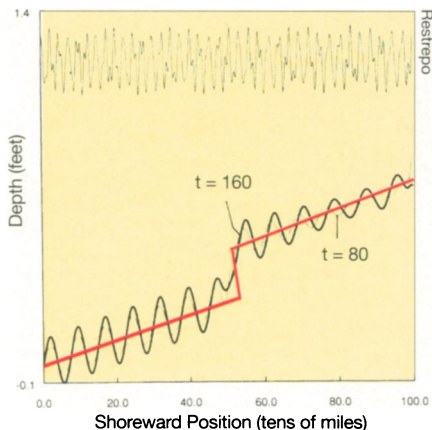 1.4
Restrepo
Depth (feet)
t = 160
t = 80
-0.1
0.0 20.0 40.0 60.0 80.0 100.0
Shoreward Position (tens of miles)